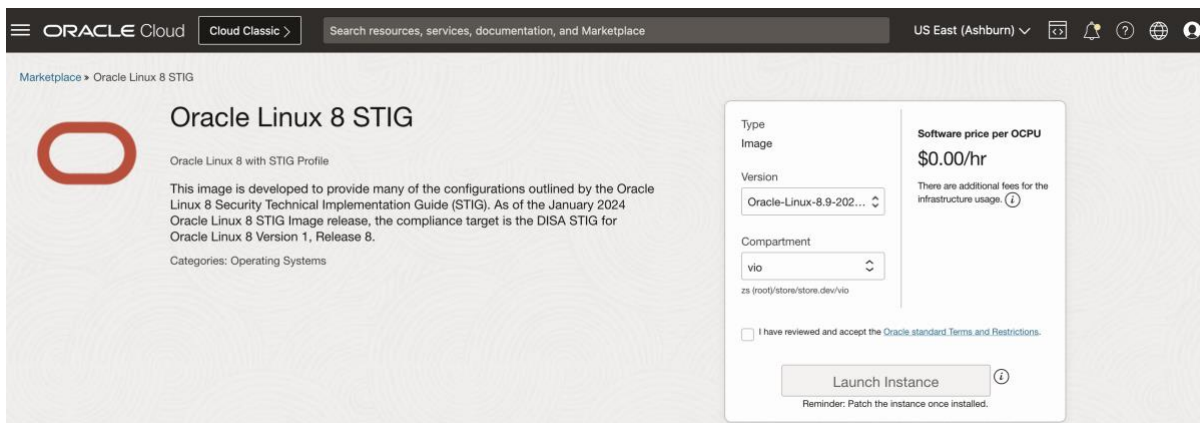 ORACLE Cloud
Cloud Classic >
Search resources, services, documentation, and Marketplace
US East (Ashburn)
Marketplace » Oracle Linux 8 STIG
Oracle Linux 8 STIG
Oracle Linux 8 with STIG Profile
This image is developed to provide many of the configurations outlined by the Oracle
Linux 8 Security Technical Implementation Guide (STIG). As of the January 2024
Oracle Linux 8 STIG Image release, the compliance target is the DISA STIG for
Oracle Linux 8 Version 1, Release 8.
Categories: Operating Systems
Type
Image
Version
Oracle-Linux-8.9-202...
Compartment
vio
zs (root)/store/store.dev/vio
Software price per OCPU
$0.00/hr
There are additional fees for the
infrastructure usage.
I have reviewed and accept the Oracle standard Terms and Restrictions.
Launch Instance
Reminder: Patch the instance once installed.